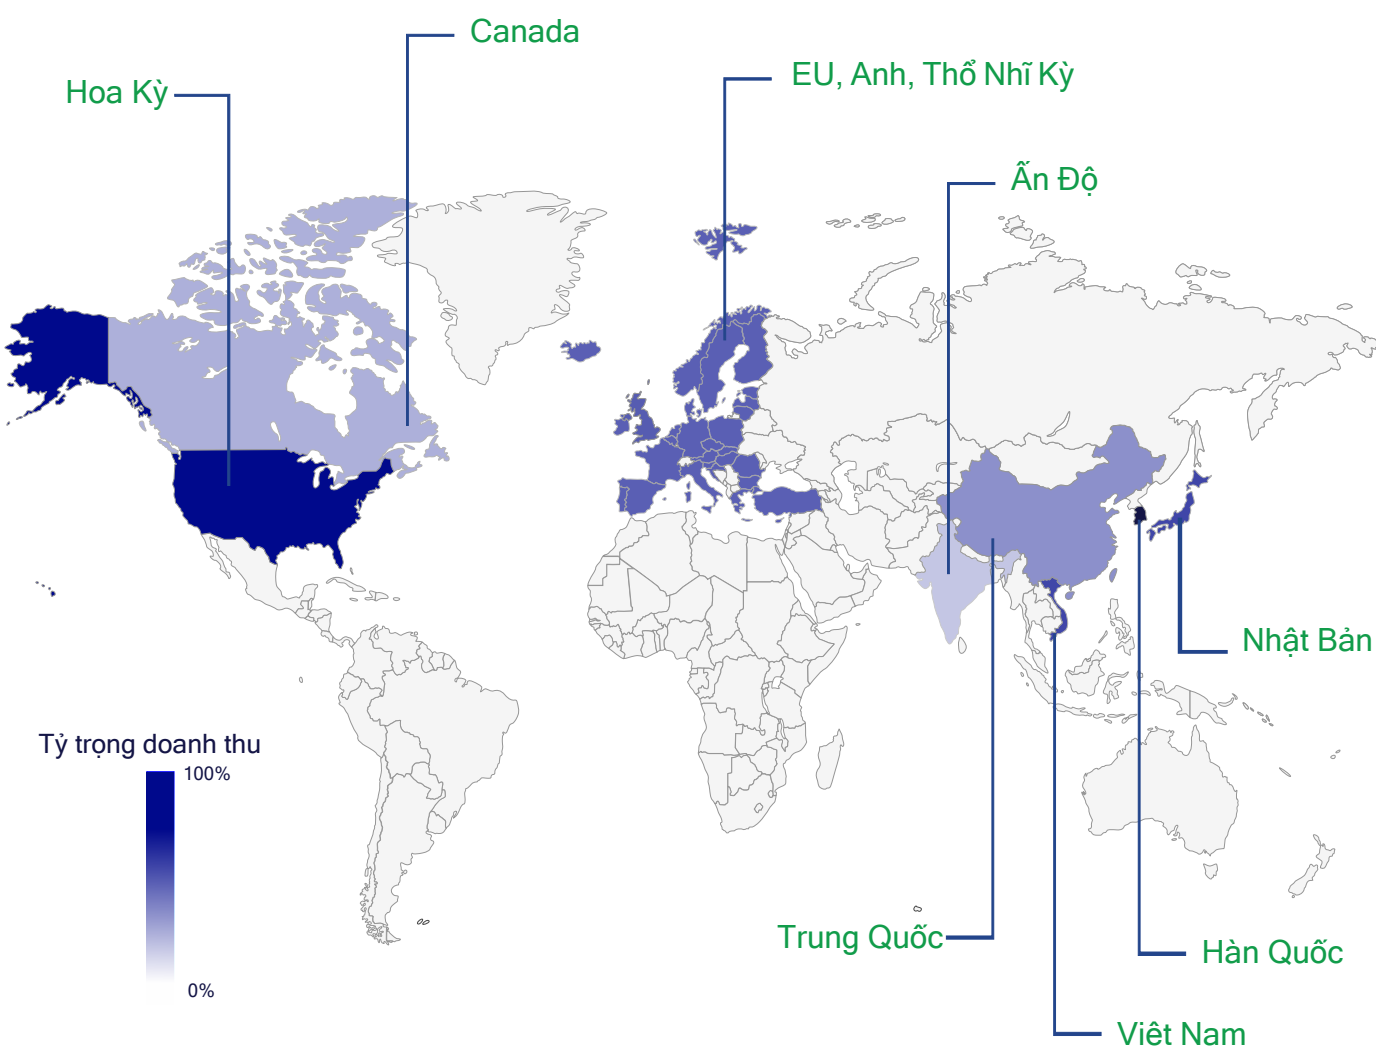 Canada
Hoa Kỳ
EU, Anh, Thổ Nhĩ Kỳ
Ấn Độ
Nhật Bản
Tỷ trọng doanh thu
100%
0%
Trung Quốc
Hàn Quốc
Việt Nam